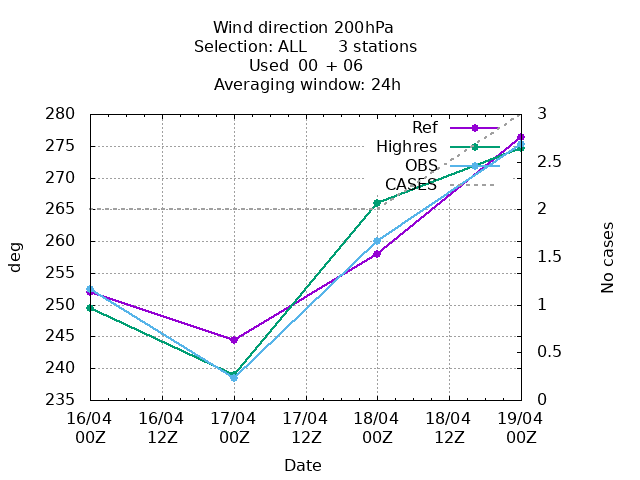 Wind direction 200hPa
Selection: ALL 3 stations
Used 00 + 06
Averaging window: 24h
280
275
270
265
260
255
250
245
240
235
deg
3
2.5
2
1.5
1
0.5
0
No cases
Ref
Highres
OBS
CASES
16/04 16/04 17/04 17/04 18/04 18/04 19/04
00Z 12Z 00Z 12Z 00Z 12Z 00Z
Date